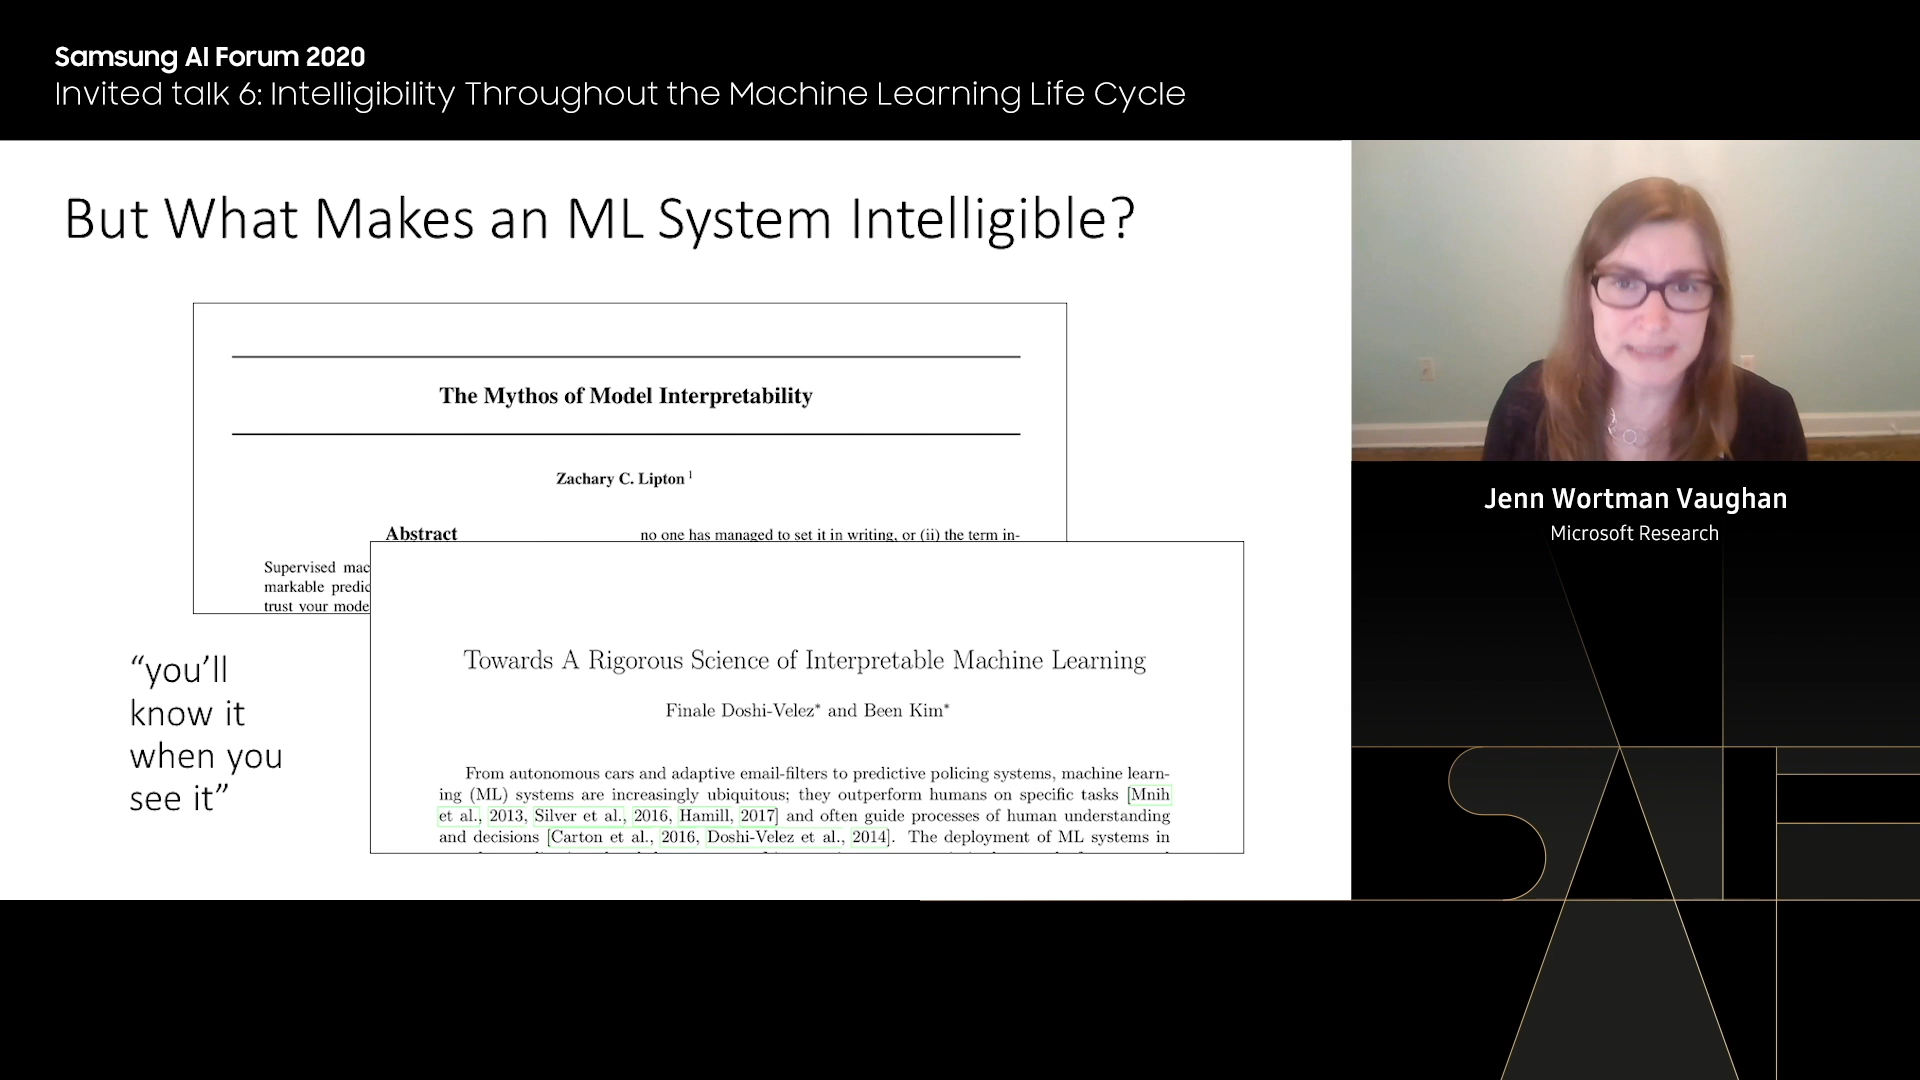 Samsung AI Forum 2020
Invited talk 6: Intelligibility Throughout the Machine Learning Life Cycle
But What Makes an ML System Intelligible?
The Mythos of Model Interpretability
Zachary C. Lipton 1
Abstract
Supervised mac
markable predic
trust your mode
no one has managed to set it in writing, or (ii) the term in-
“you’ll
know it
when you
see it”
Towards A Rigorous Science of Interpretable Machine Learning
Finale Doshi-Velez* and Been Kim*
From autonomous cars and adaptive email-filters to predictive policing systems, machine learn-
ing (ML) systems are increasingly ubiquitous; they outperform humans on specific tasks [Mnih
et al., 2013, Silver et al., 2016, Hamill, 2017] and often guide processes of human understanding
and decisions [Carton et al., 2016, Doshi-Velez et al., 2014]. The deployment of ML systems in
Jenn Wortman Vaughan
Microsoft Research